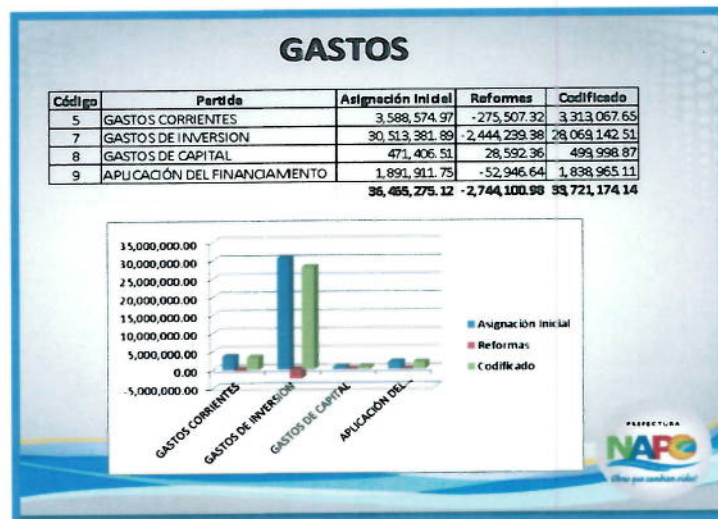 GASTOS
Código Partida Asignación Inicial Reformas Codificado
5 GASTOS CORRIENTES 3,588,574.97 -275,507.32 3,313,067.65
7 GASTOS DE INVERSION 30,513,381.89 -2,444,239.38 28,069,142.51
8 GASTOS DE CAPITAL 471,406.51 28,592.36 499,998.87
9 APLICACIÓN DEL FINANCIAMIENTO 1,891,911.75 -52,946.64 1,838,965.11
36,465,275.12 -2,744,100.98 33,721,174.14
35,000,000.00
30,000,000.00
25,000,000.00
20,000,000.00
15,000,000.00
10,000,000.00
5,000,000.00
0.00
-5,000,000.00
GASTOS CORRIENTES
GASTOS DE INVERSION
GASTOS DE CAPITAL
APLICACIÓN DEL...
Asignación Inicial
Reformas
Codificado
PREFECTURA
NAPO
Obras que cambian vidas!